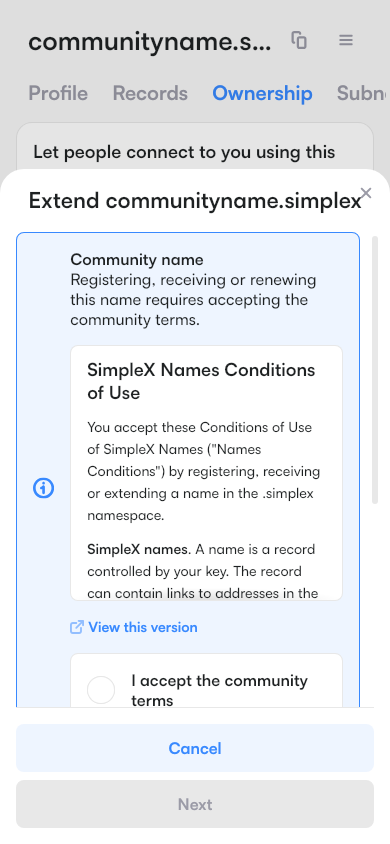 communityname.s...
Profile Records Ownership Subn
Let people connect to you using this
Extend communityname.simplex
Community name
Registering, receiving or renewing
this name requires accepting the
community terms.
SimpleX Names Conditions
of Use
You accept these Conditions of Use
of SimpleX Names ("Names
Conditions") by registering, receiving
or extending a name in the .simplex
namespace.
SimpleX names. A name is a record
controlled by your key. The record
can contain links to addresses in the
View this version
I accept the community
terms
Cancel
Next